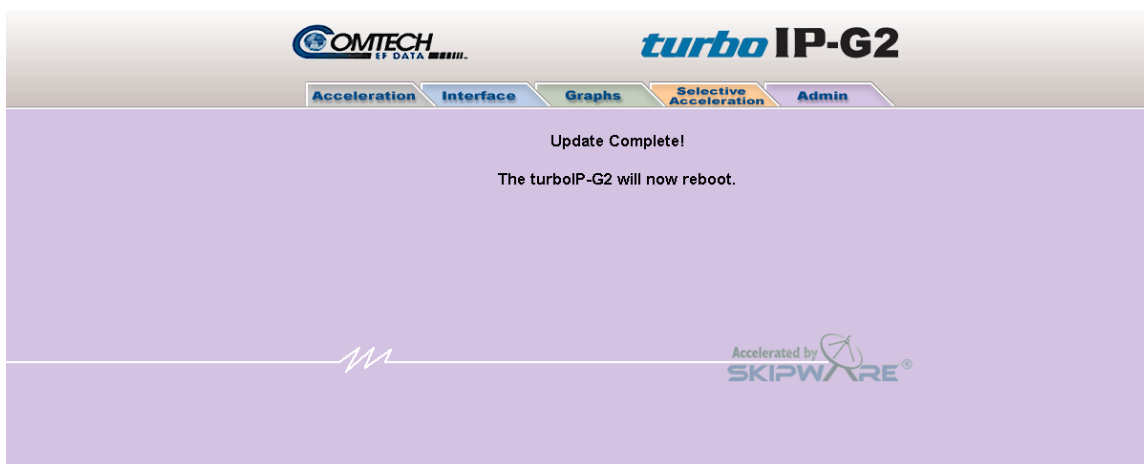 COMTECH
EF DATA
turbo IP-G2
Acceleration
Interface
Graphs
Selective
Acceleration
Admin
Update Complete!
The turboIP-G2 will now reboot.
Accelerated by
SKIPWARE®